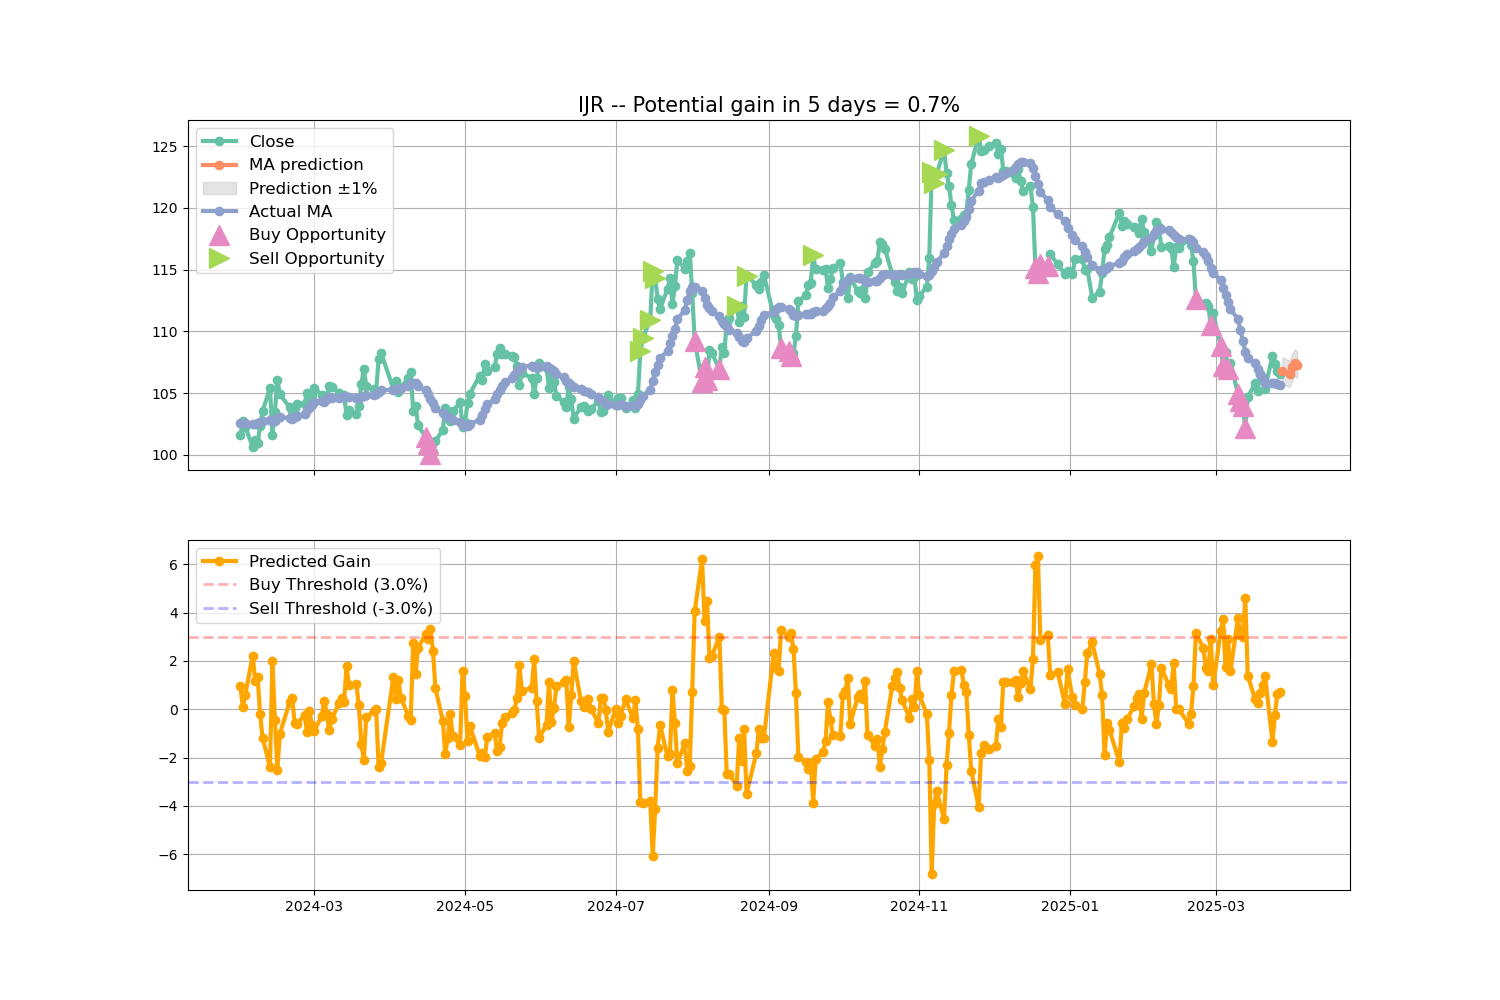 IJR -- Potential gain in 5 days = 0.7%
Close
MA prediction
Prediction ±1%
Actual MA
Buy Opportunity
Sell Opportunity
125
120
115
110
105
100
Predicted Gain
Buy Threshold (3.0%)
Sell Threshold (-3.0%)
6
4
2
0
−2
−4
−6
2024-03 2024-05 2024-07 2024-09 2024-11 2025-01 2025-03